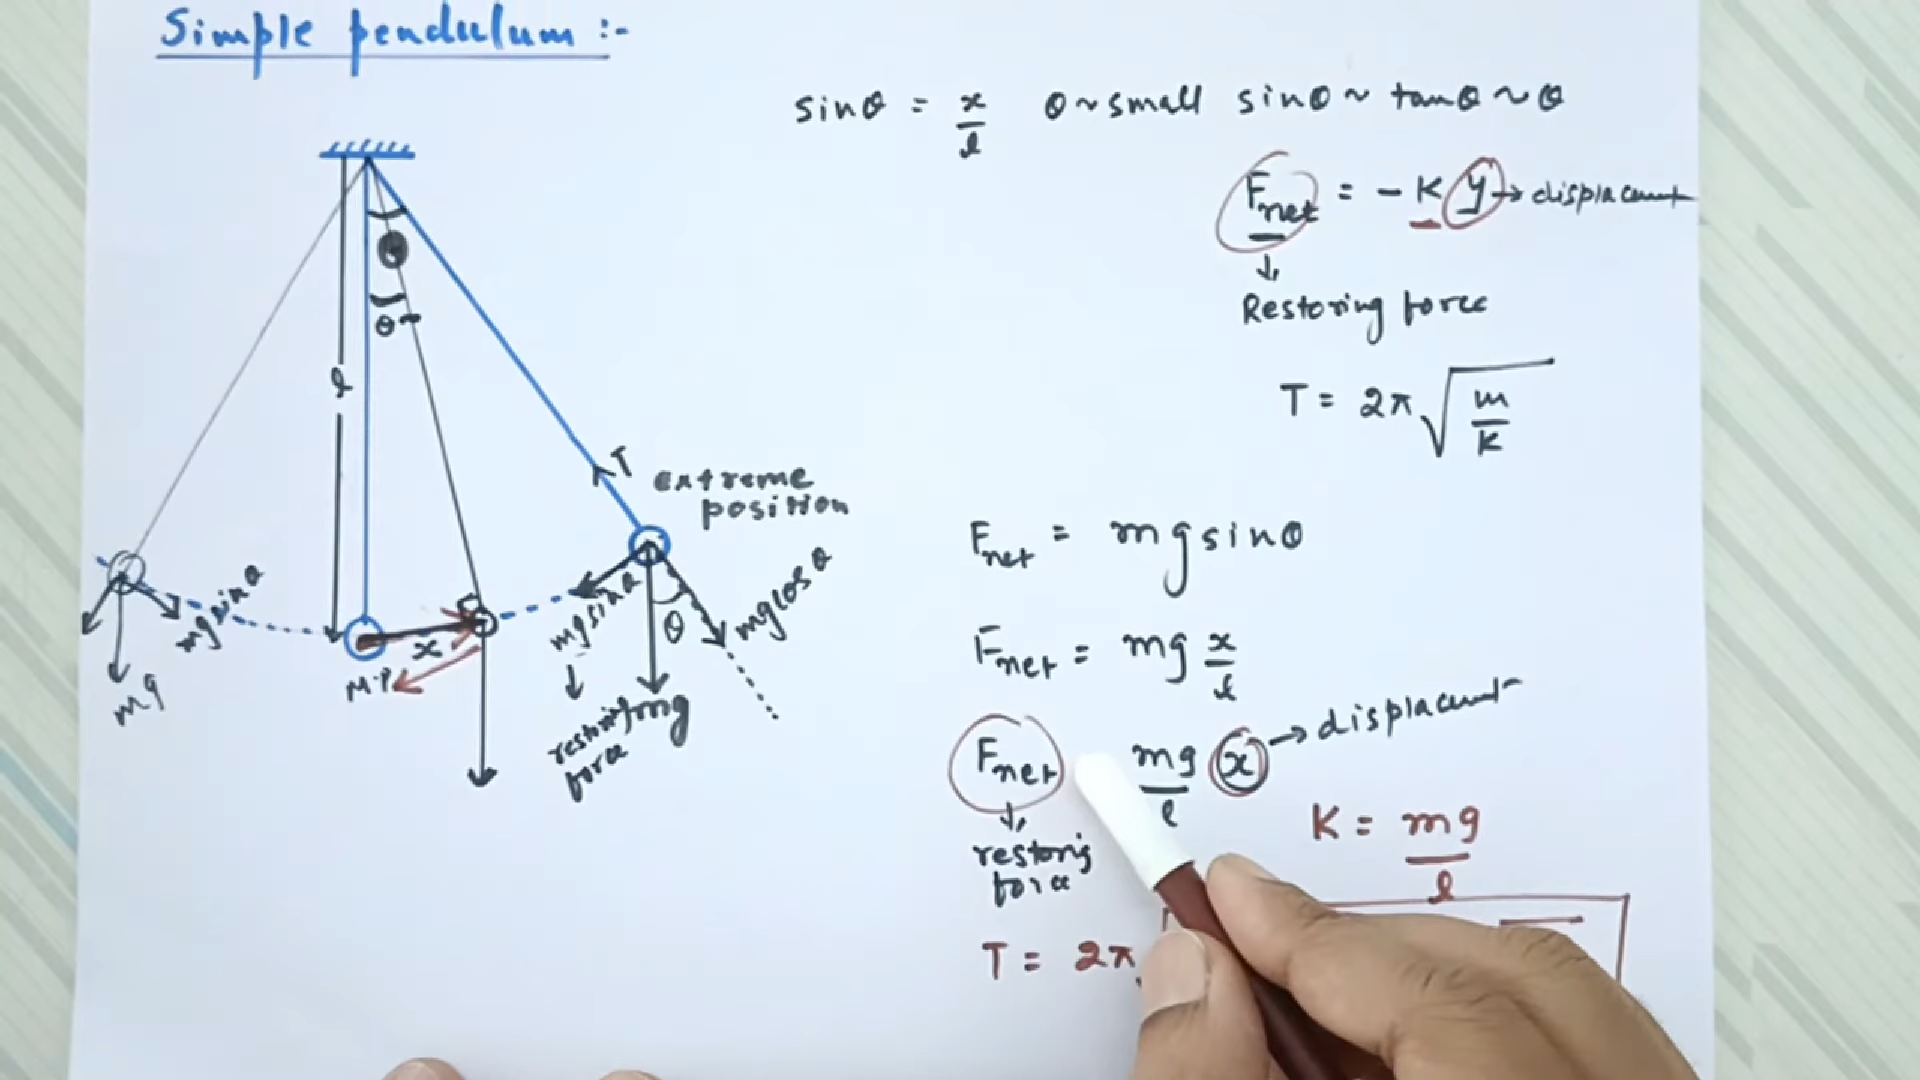 Simple pendulum :-
sinθ = x/l θ~small sinθ ~ tanθ ~ θ
Fnet = - K y → displacement
↓
Restoring force
T = 2π √(m/K)
θ
l
T
extreme position
mg sinθ
mg
M.P
x
mg sinθ
↓
restoring force
θ
mg
mg cosθ
Fnet = mg sinθ
Fnet = mg x/l
Fnet mg/l x → displacement
↓
restoring force
K = mg/l
T = 2π